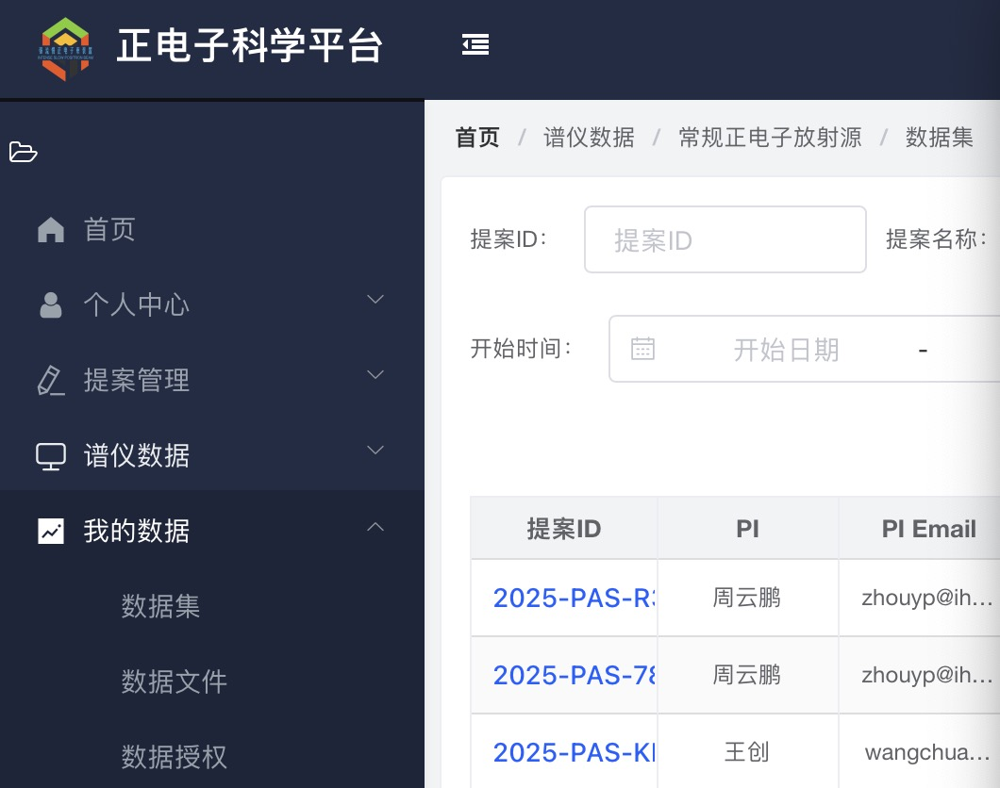 正电子科学平台
首页 / 谱仪数据 / 常规正电子放射源 / 数据集
首页
个人中心
提案管理
谱仪数据
我的数据
数据集
数据文件
数据授权
提案ID:
提案ID
提案名称:
开始时间:
开始日期
-
提案ID PI PI Email
2025-PAS-R 周云鹏 zhouyp@ih...
2025-PAS-78 周云鹏 zhouyp@ih...
2025-PAS-K 王创 wangchua...